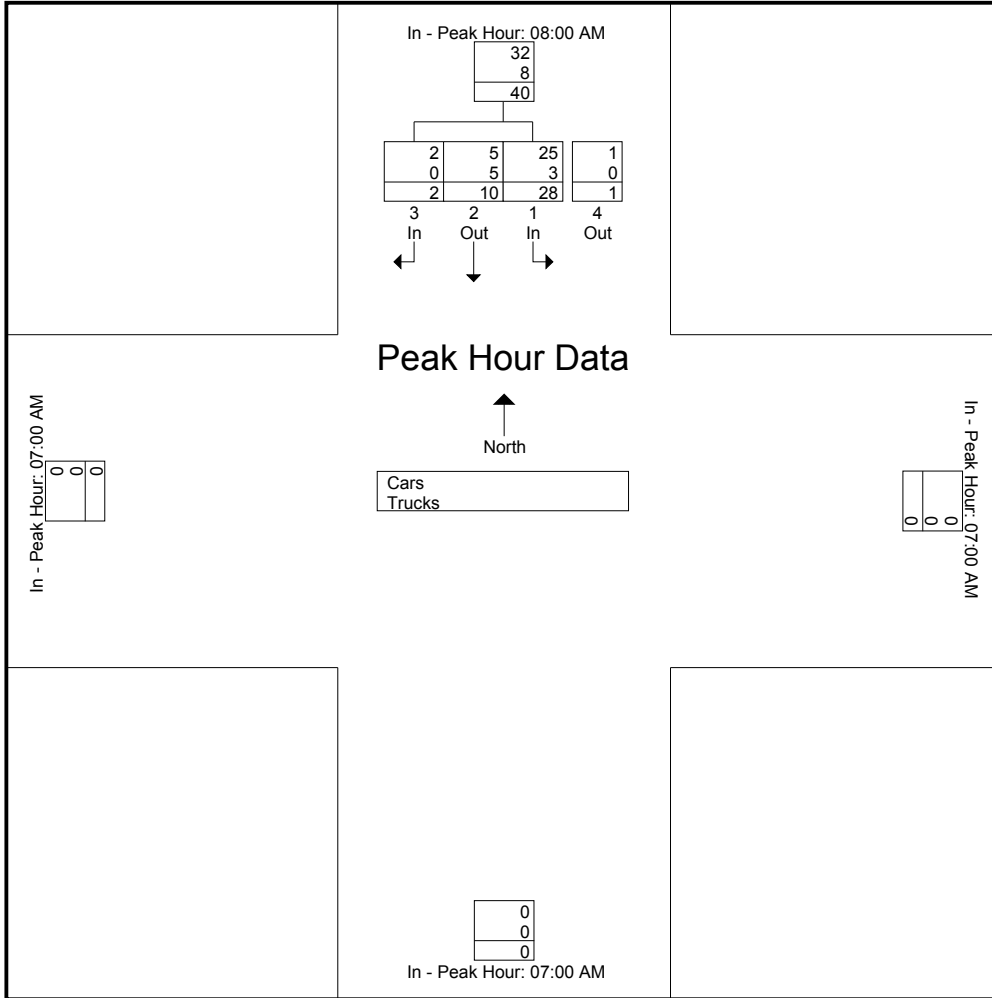 In - Peak Hour: 08:00 AM
32
8
40
2 5 25 1
0 5 3 0
2 10 28 1
3 2 1 4
In Out In Out
Peak Hour Data
North
In - Peak Hour: 07:00 AM
0 0 0
Cars
Trucks
0 0 0
In - Peak Hour: 07:00 AM
0
0
0
In - Peak Hour: 07:00 AM